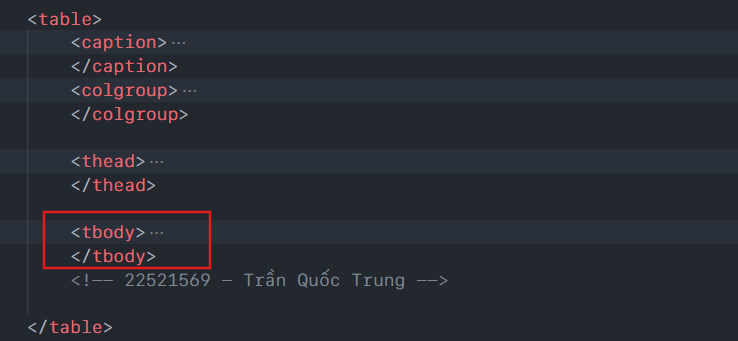 <table>
<caption>···
</caption>
<colgroup>···
</colgroup>
<thead>···
</thead>
<tbody>···
</tbody>
<!-- 22521569 - Trần Quốc Trung -->
</table>